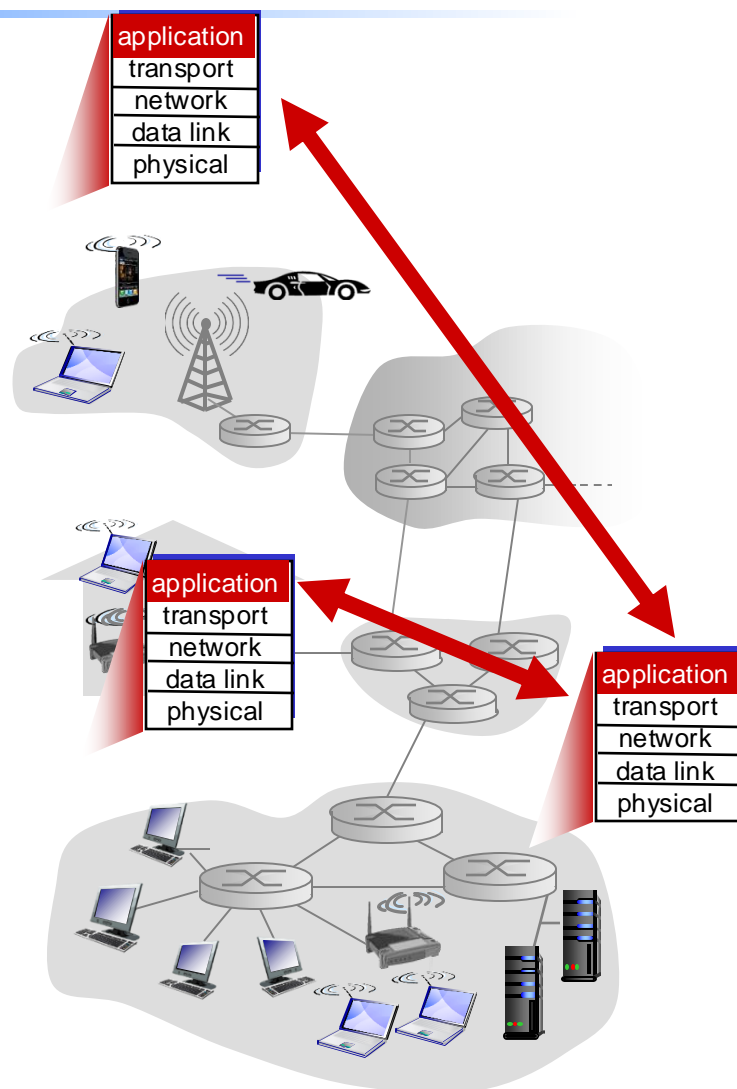 application
transport
network
data link
physical
application
transport
network
data link
physical
application
transport
network
data link
physical